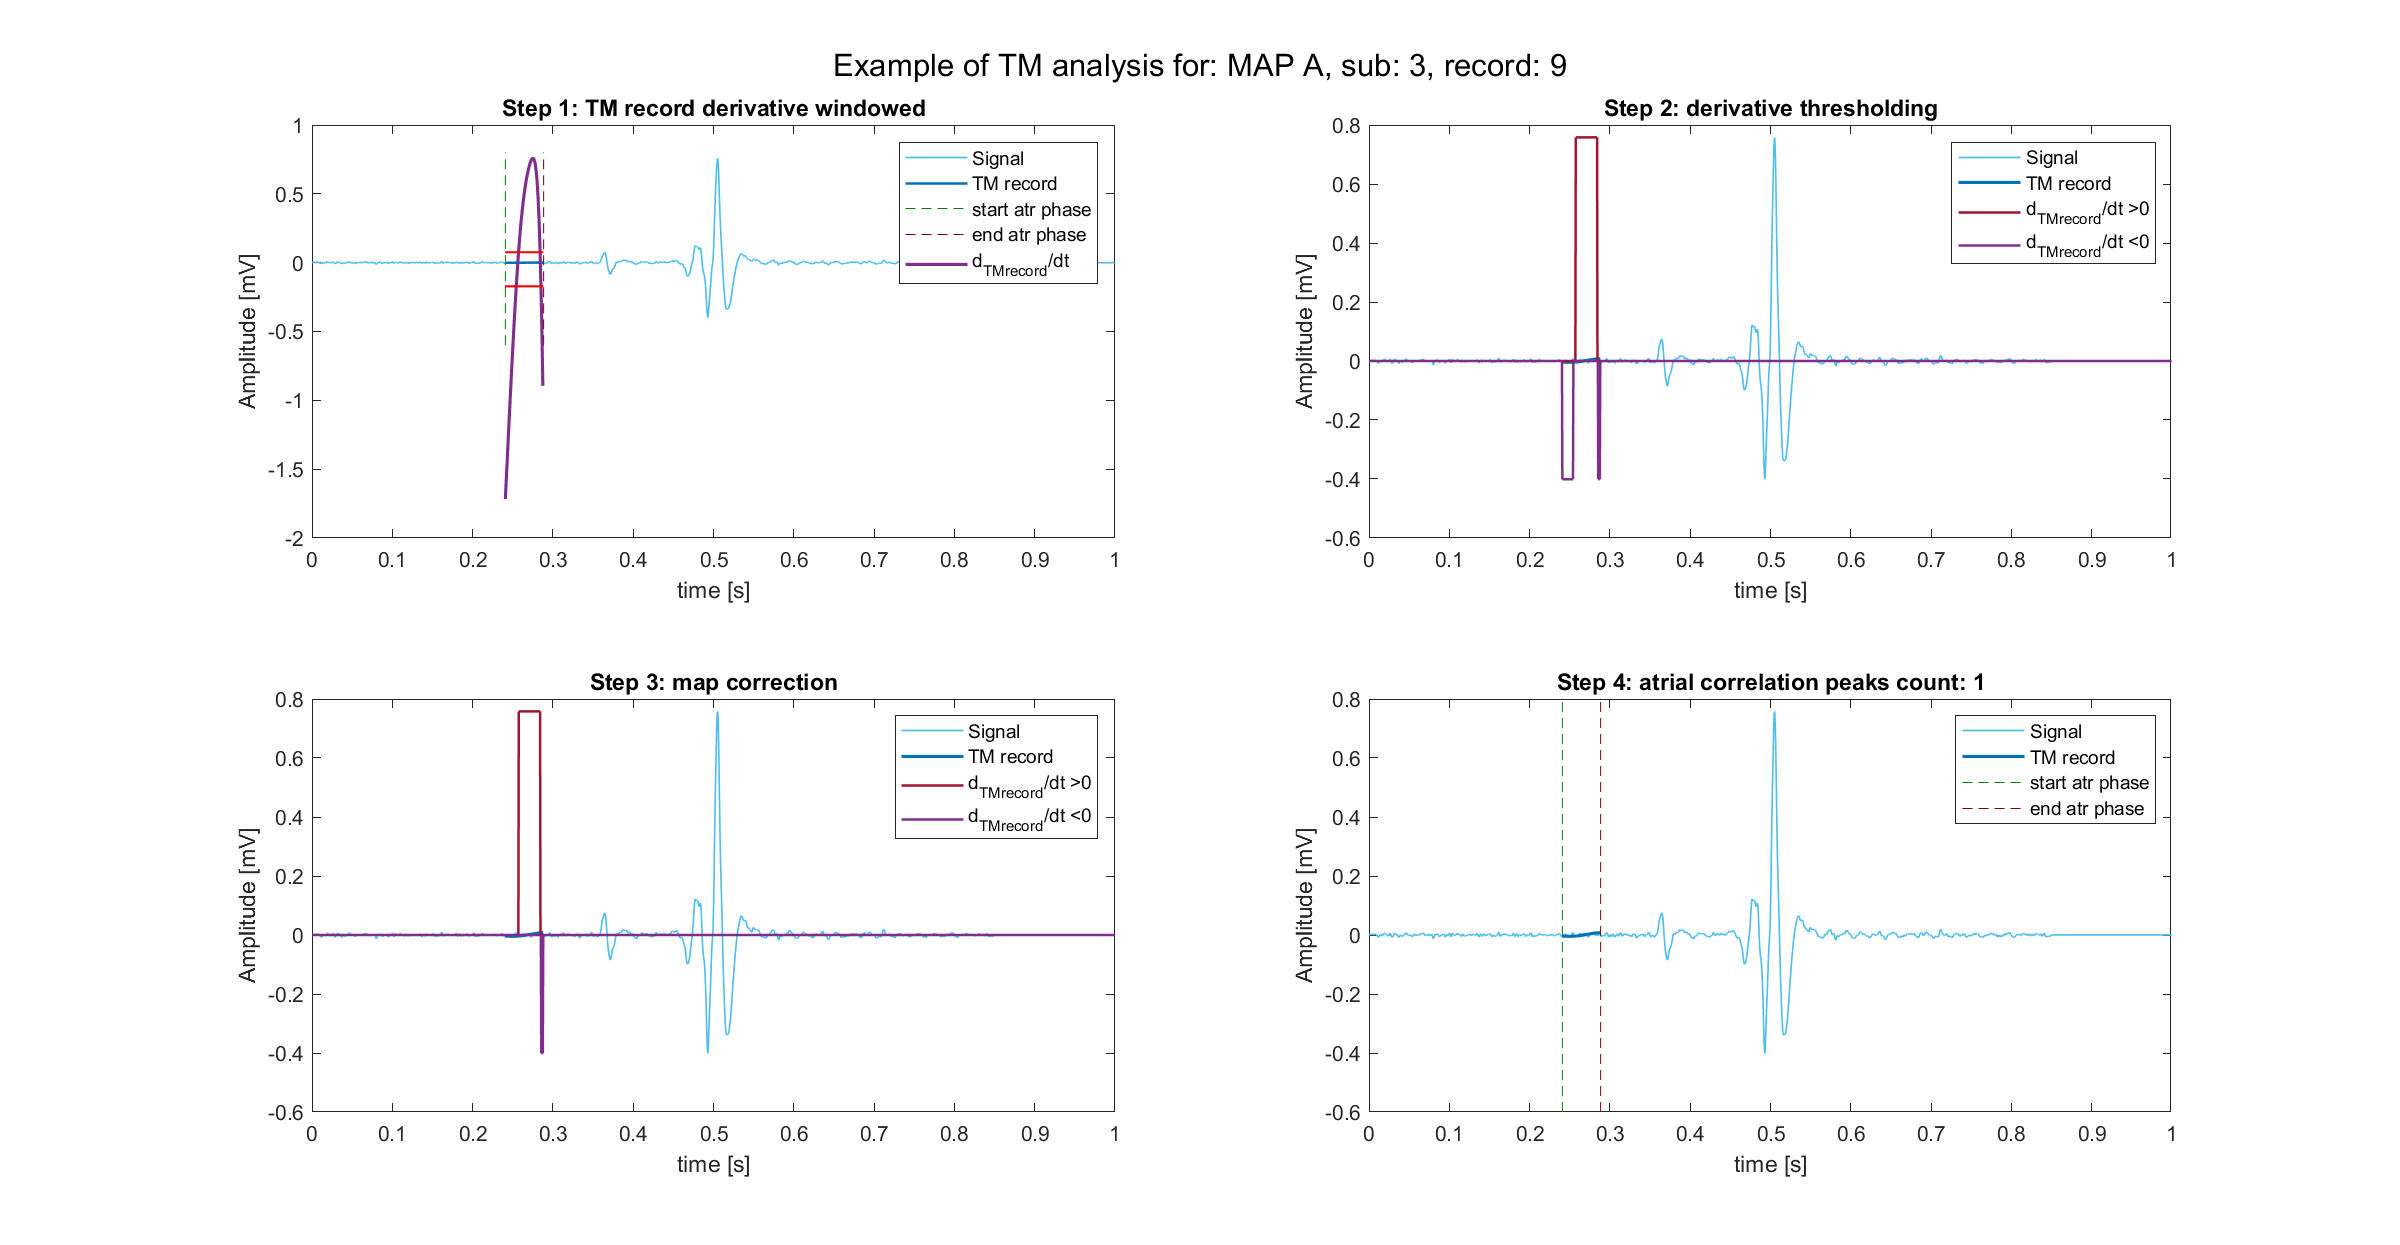 Example of TM analysis for: MAP A, sub: 3, record: 9
Step 1: TM record derivative windowed
1
0.5
0
-0.5
-1
-1.5
-2
Amplitude [mV]
0 0.1 0.2 0.3 0.4 0.5 0.6 0.7 0.8 0.9 1
time [s]
Signal
TM record
start atr phase
end atr phase
dTMrecord/dt
Step 2: derivative thresholding
0.8
0.6
0.4
0.2
0
-0.2
-0.4
-0.6
Amplitude [mV]
0 0.1 0.2 0.3 0.4 0.5 0.6 0.7 0.8 0.9 1
time [s]
Signal
TM record
dTMrecord/dt >0
dTMrecord/dt <0
Step 3: map correction
0.8
0.6
0.4
0.2
0
-0.2
-0.4
-0.6
Amplitude [mV]
0 0.1 0.2 0.3 0.4 0.5 0.6 0.7 0.8 0.9 1
time [s]
Signal
TM record
dTMrecord/dt >0
dTMrecord/dt <0
Step 4: atrial correlation peaks count: 1
0.8
0.6
0.4
0.2
0
-0.2
-0.4
-0.6
Amplitude [mV]
0 0.1 0.2 0.3 0.4 0.5 0.6 0.7 0.8 0.9 1
time [s]
Signal
TM record
start atr phase
end atr phase